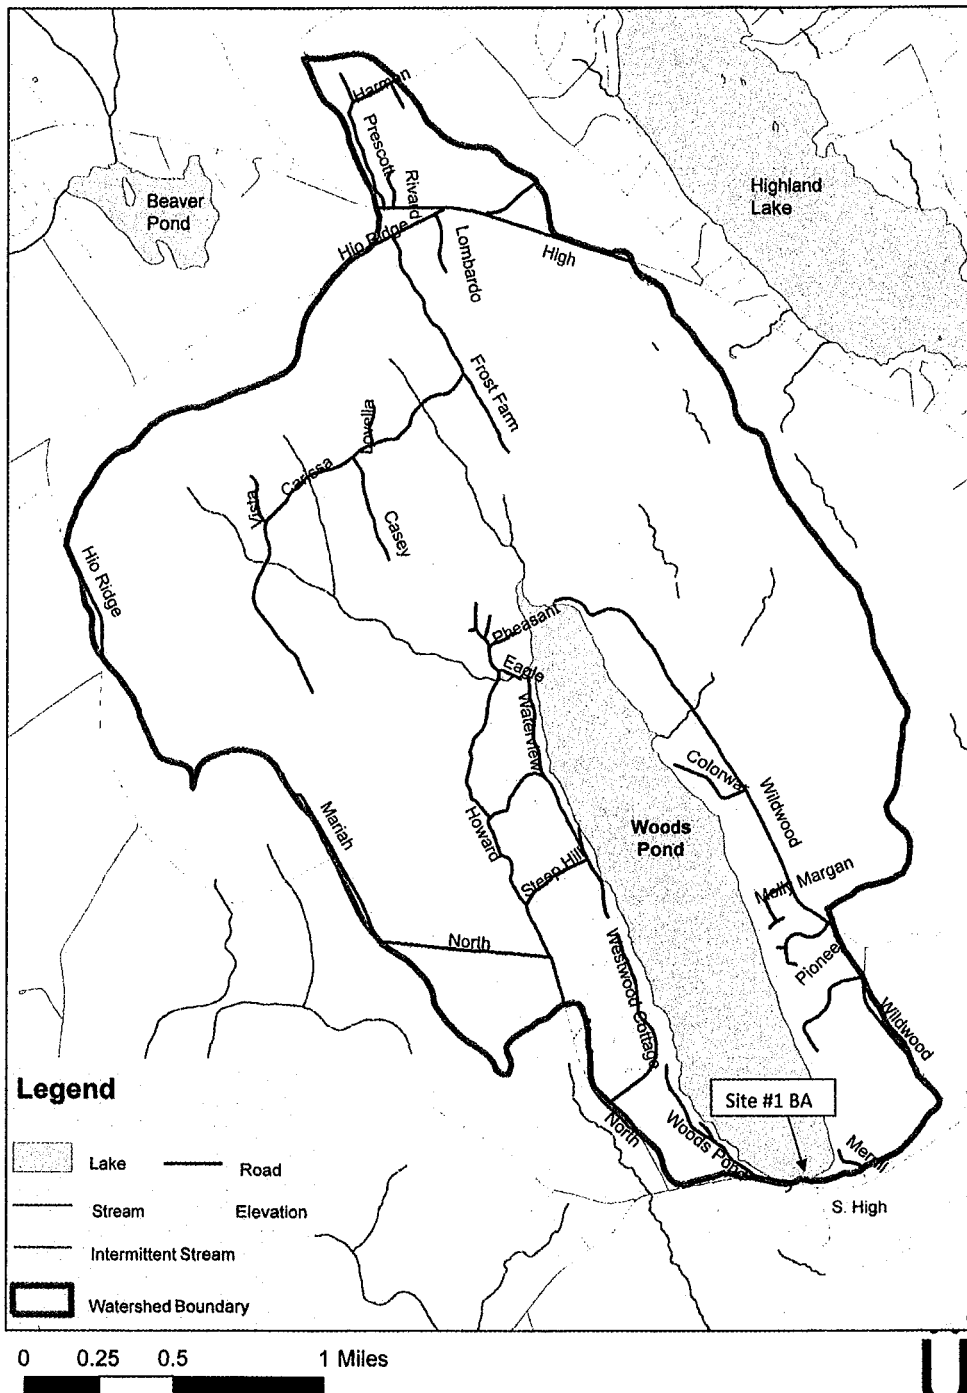 Harmon
Prescott
Rivard
Highland
Lake
Beaver
Pond
Hio Ridge
Lombardo
High
Frost Farm
Lovella
Carissa
Vista
Casey
Hio Ridge
Pheasant
Eagle
Waterview
Colorwar
Wildwood
Mariah
Howard
Woods
Pond
Steep Hill
Molly Margan
North
Pioneer
Westwood Cottage
Wildwood
Legend
Site #1 BA
North
Woods Pond
Merrill
Lake
Road
S. High
Stream
Elevation
Intermittent Stream
Watershed Boundary
0 0.25 0.5 1 Miles